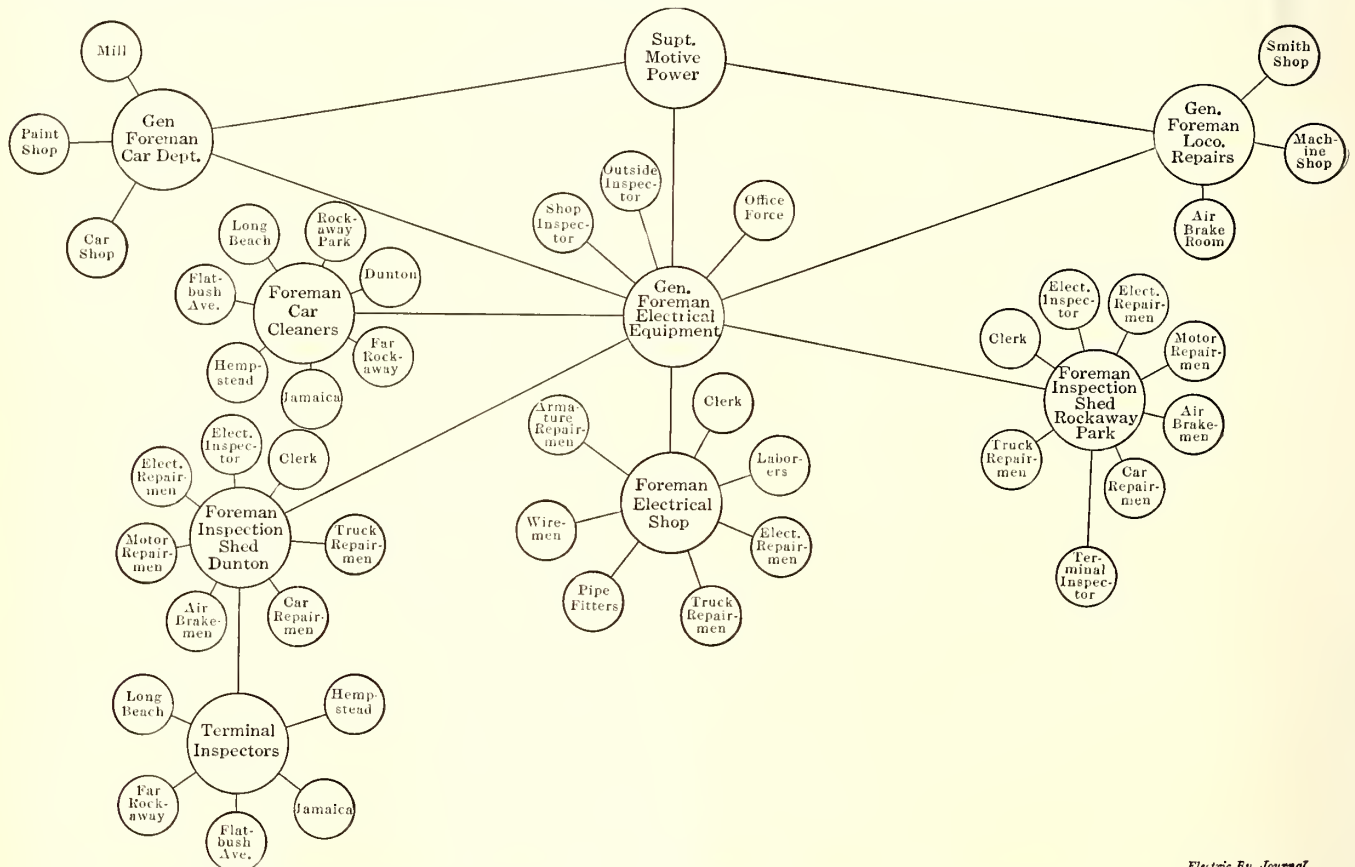 Mill
Paint
Shop
Gen
Foreman
Car Dept.
Car
Shop
Supt.
Motive
Power
Smith
Shop
Gen.
Foreman
Loco.
Repairs
Mach-
ine
Shop
Air
Brake
Room
Outside
Inspec-
tor
Shop
Inspec-
tor
Office
Force
Gen.
Foreman
Electrical
Equipment
Long
Beach
Rock-
away
Park
Dunton
Flat-
bush
Ave.
Foreman
Car
Cleaners
Far
Rock-
away
Hemp-
stead
Jamaica
Elect.
Inspec-
tor
Elect.
Repair-
men
Clerk
Motor
Repair-
men
Foreman
Inspection
Shed
Rockaway
Park
Air
Brake-
men
Truck
Repair-
men
Car
Repair-
men
Ter-
minal
Inspec-
tor
Arma-
ture
Repair-
men
Clerk
Labor-
ers
Foreman
Electrical
Shop
Wire-
men
Elect.
Repair-
men
Pipe
Fitters
Truck
Repair-
men
Elect.
Inspec-
tor
Clerk
Elect.
Repair-
men
Foreman
Inspection
Shed
Dunton
Truck
Repair-
men
Motor
Repair-
men
Air
Brake-
men
Car
Repair-
men
Long
Beach
Hemp-
stead
Terminal
Inspectors
Far
Rock-
away
Flat-
bush
Ave.
Jamaica
Electric Ry. Journal